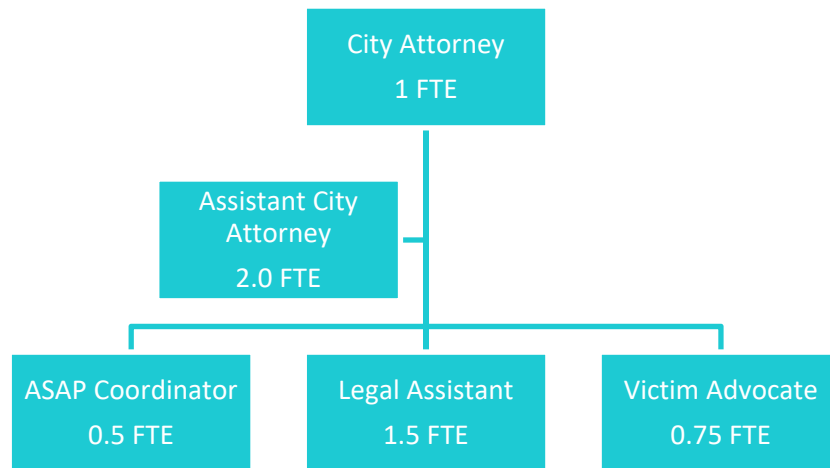 City Attorney
1 FTE
Assistant City
Attorney
2.0 FTE
ASAP Coordinator
0.5 FTE
Legal Assistant
1.5 FTE
Victim Advocate
0.75 FTE